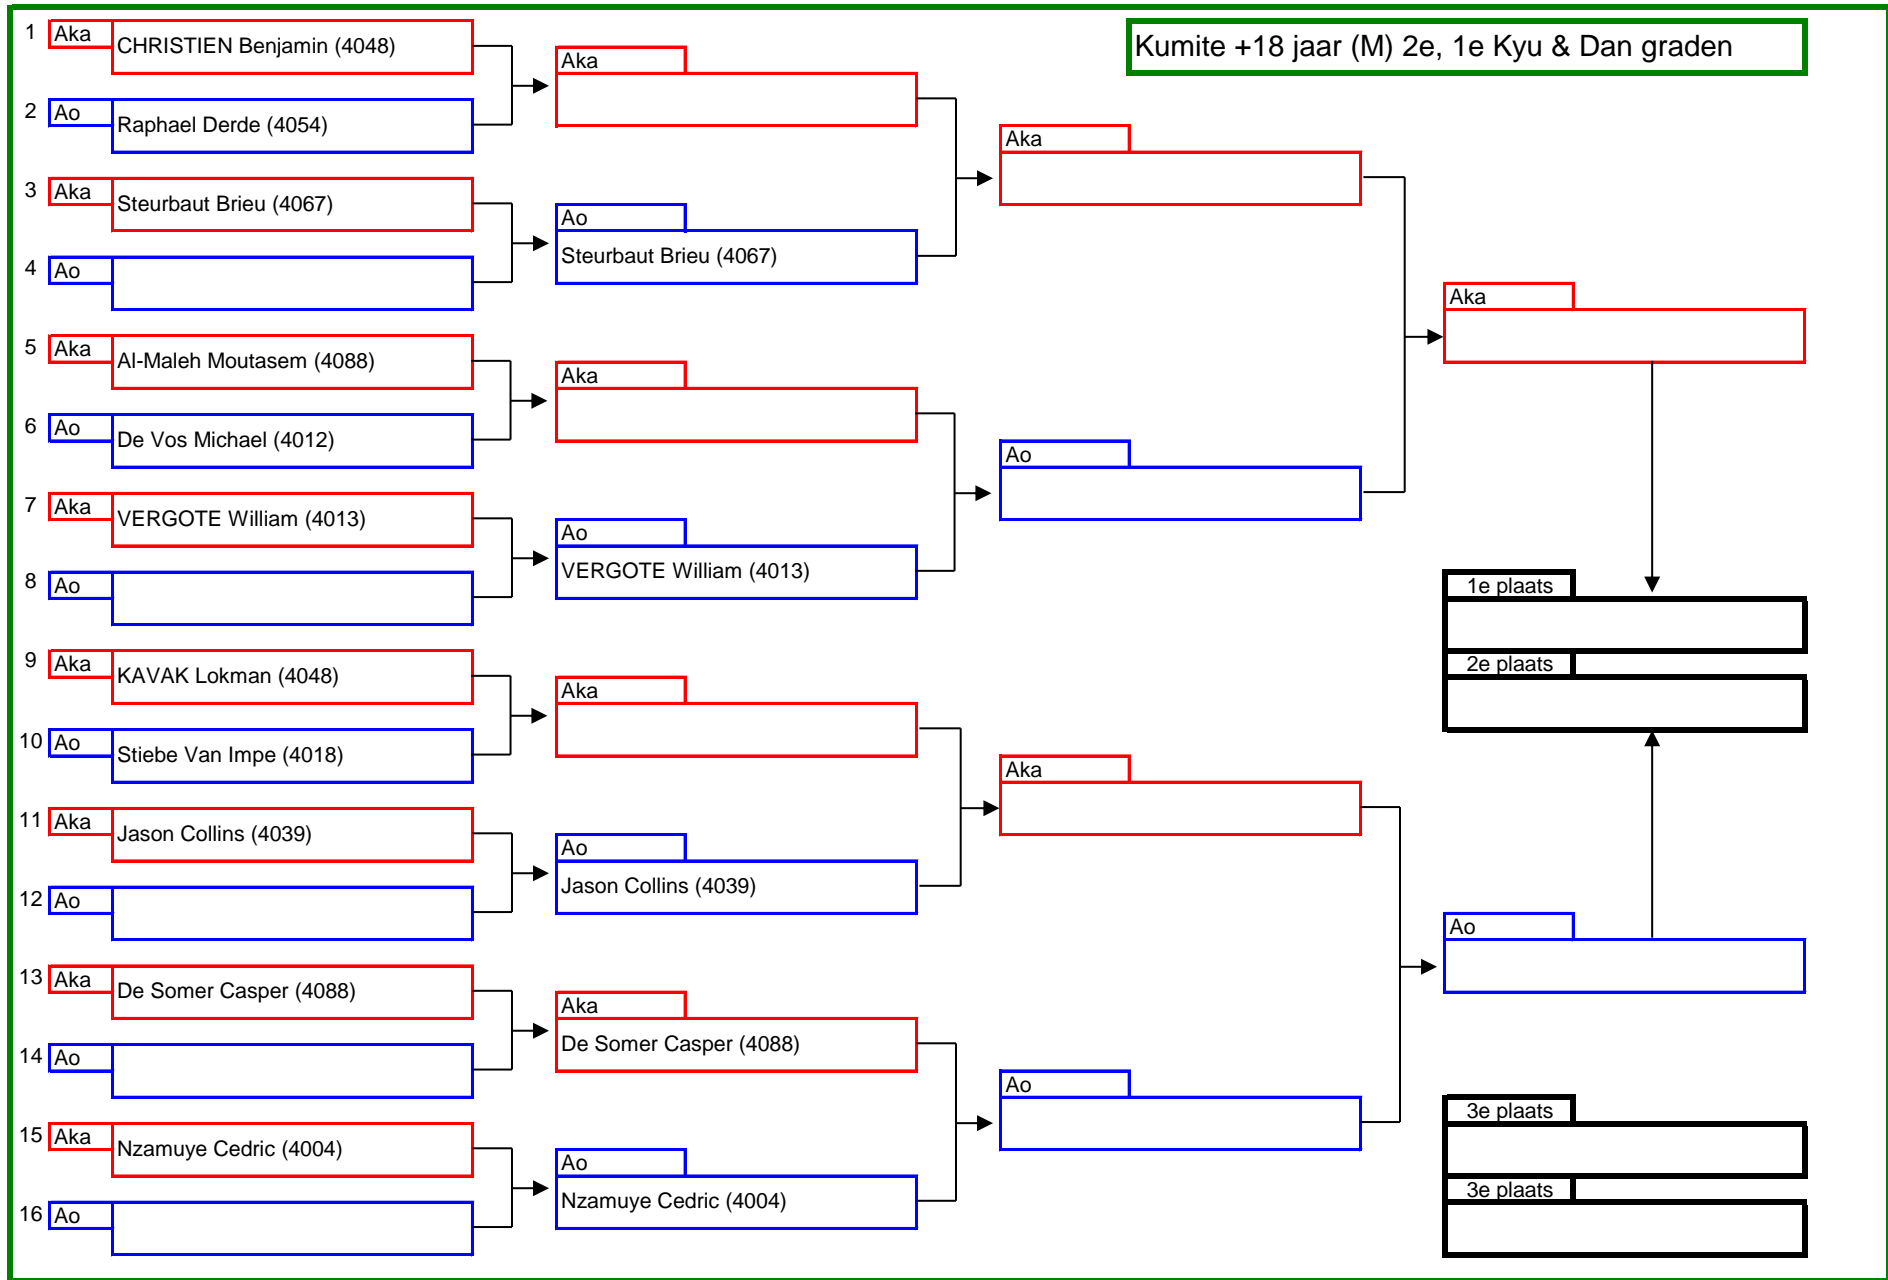 Kumite +18 jaar (M) 2e, 1e Kyu & Dan graden
1 Aka CHRISTIEN Benjamin (4048)
2 Ao Raphael Derde (4054)
3 Aka Steurbaut Brieu (4067)
4 Ao
5 Aka Al-Maleh Moutasem (4088)
6 Ao De Vos Michael (4012)
7 Aka VERGOTE William (4013)
8 Ao
9 Aka KAVAK Lokman (4048)
10 Ao Stiebe Van Impe (4018)
11 Aka Jason Collins (4039)
12 Ao
13 Aka De Somer Casper (4088)
14 Ao
15 Aka Nzamuye Cedric (4004)
16 Ao
Aka
Ao
Steurbaut Brieu (4067)
Aka
Ao
VERGOTE William (4013)
Aka
Ao
Jason Collins (4039)
Aka
De Somer Casper (4088)
Ao
Nzamuye Cedric (4004)
Aka
Ao
Aka
Ao
Aka
1e plaats
2e plaats
Ao
3e plaats
3e plaats